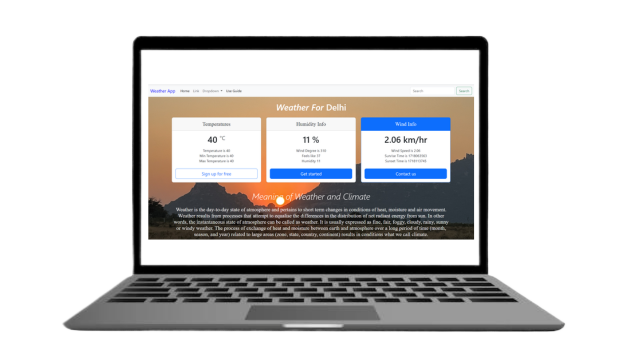 Weather App Home Link Dropdown Use Guide Search Search
Weather For Delhi
Temperatures
40 °C
Temperature is 40
Min Temperature is 40
Max Temperature is 40
Sign up for free
Humidity Info
11 %
Wind Degree is
Feels like 37
Humidity 11
Get started
Wind Info
2.06 km/hr
Wind Speed is 2.06
Sunrise Time is
Sunset Time is
Contact us
Meaning of Weather and Climate
Weather is the day-to-day state of atmosphere and pertains to short term changes in conditions of heat, moisture and air movement.
Weather results from processes that attempt to equalise the differences in the distribution of net radiant energy from sun. In other
words, the instantaneous state of atmosphere can be called as weather. It is usually expressed as fine, fair, foggy, cloudy, rainy, sunny
or windy weather. The process of exchange of heat and moisture between earth and atmosphere over a long period of time (month,
season, and year) related to large areas (zone, state, country, continent) results in conditions what we call climate.